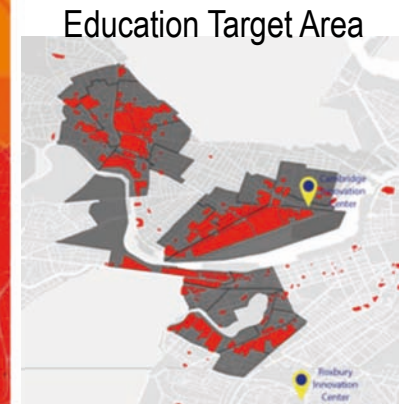 Education Target Area
Cambridge
Innovation
Center
Roxbury
Innovation
Center